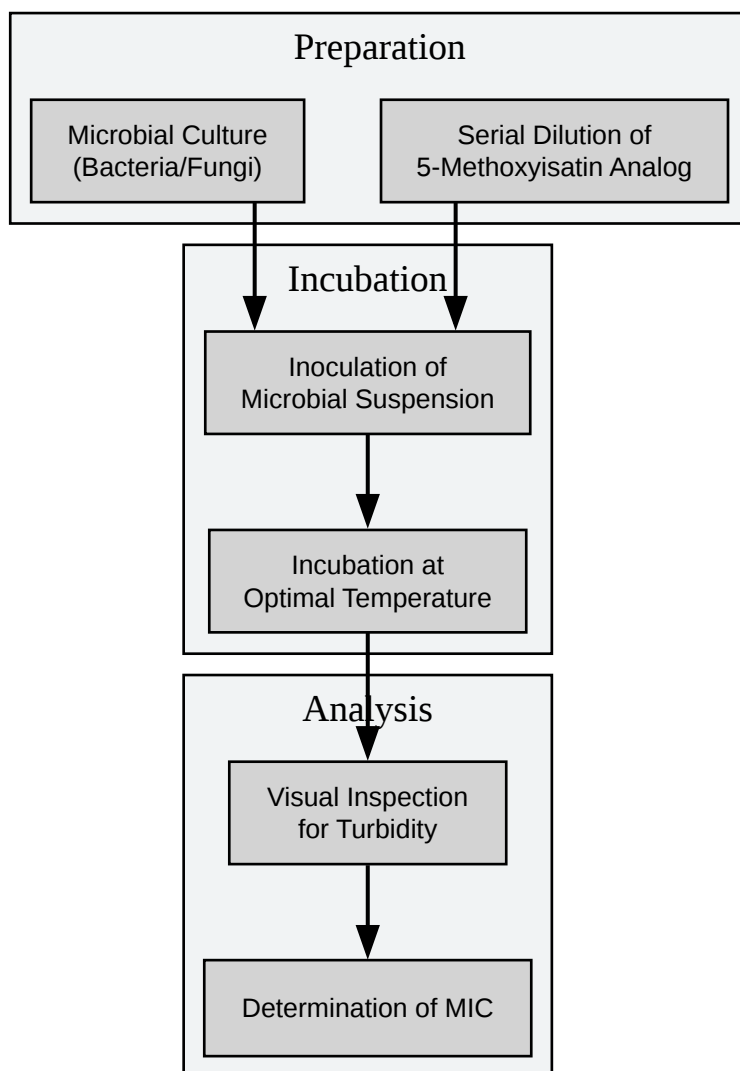 Preparation
Microbial Culture
(Bacteria/Fungi)
Serial Dilution of
5-Methoxyisatin Analog
Incubation
Inoculation of
Microbial Suspension
Incubation at
Optimal Temperature
Analysis
Visual Inspection
for Turbidity
Determination of MIC